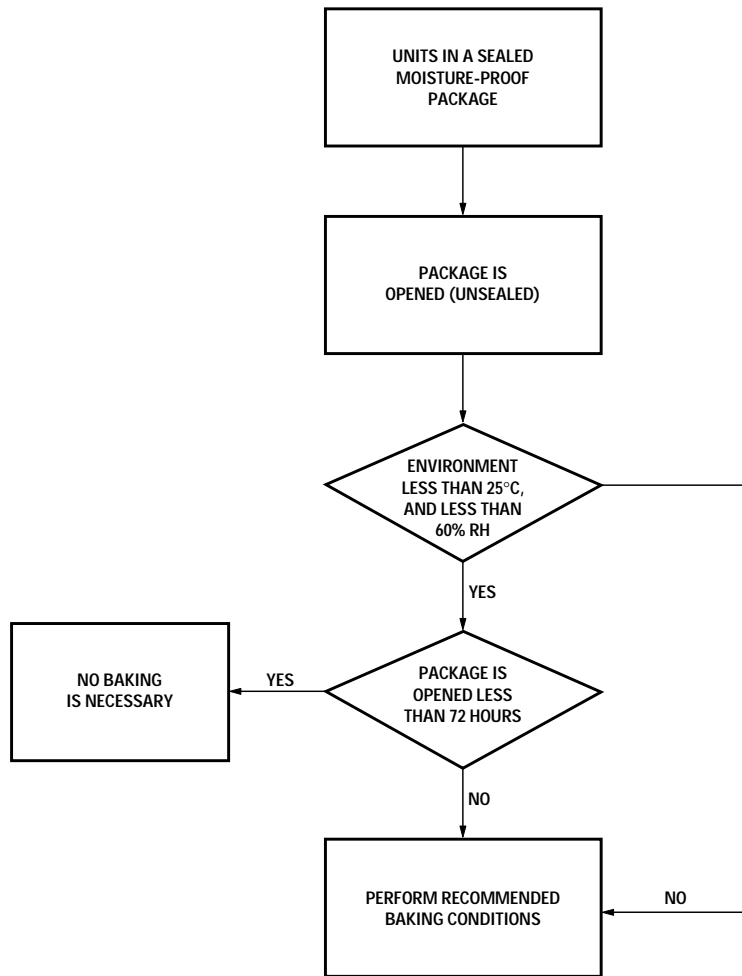 UNITS IN A SEALED
MOISTURE-PROOF
PACKAGE
PACKAGE IS
OPENED (UNSEALED)
ENVIRONMENT
LESS THAN 25°C,
AND LESS THAN
60% RH
YES
PACKAGE IS
OPENED LESS
THAN 72 HOURS
YES
NO BAKING
IS NECESSARY
NO
PERFORM RECOMMENDED
BAKING CONDITIONS
NO